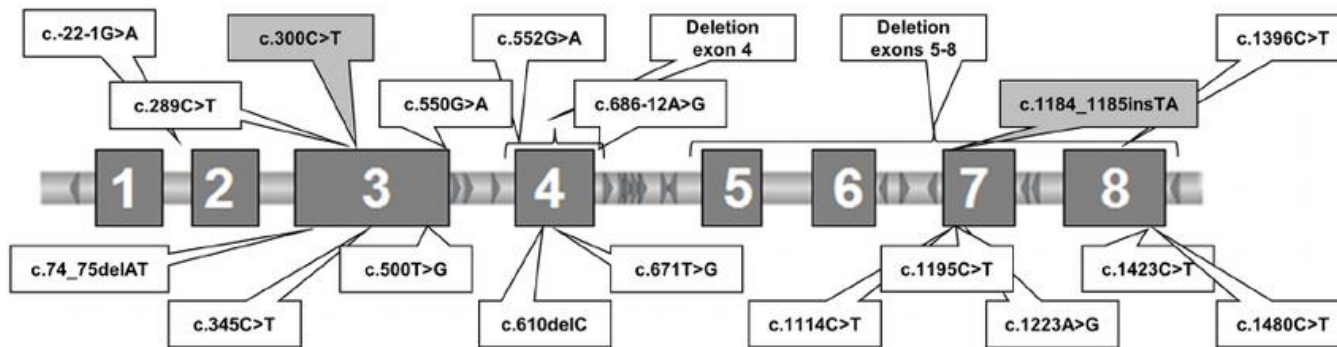 c.-22-1G>A
c.300C>T
c.552G>A
Deletion
exon 4
Deletion
exons 5-8
c.1396C>T
c.289C>T
c.550G>A
c.686-12A>G
c.1184_1185insTA
1 2 3 4 5 6 7 8
c.74_75delAT
c.500T>G
c.671T>G
c.1195C>T
c.1423C>T
c.345C>T
c.610delC
c.1114C>T
c.1223A>G
c.1480C>T